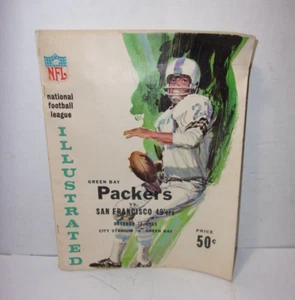 NFL
national
football
league
ILLUSTRATED
GREEN BAY
Packers
VS.
SAN FRANCISCO 49'ers
OCTOBER
CITY STADIUM GREEN BAY
PRICE
50¢